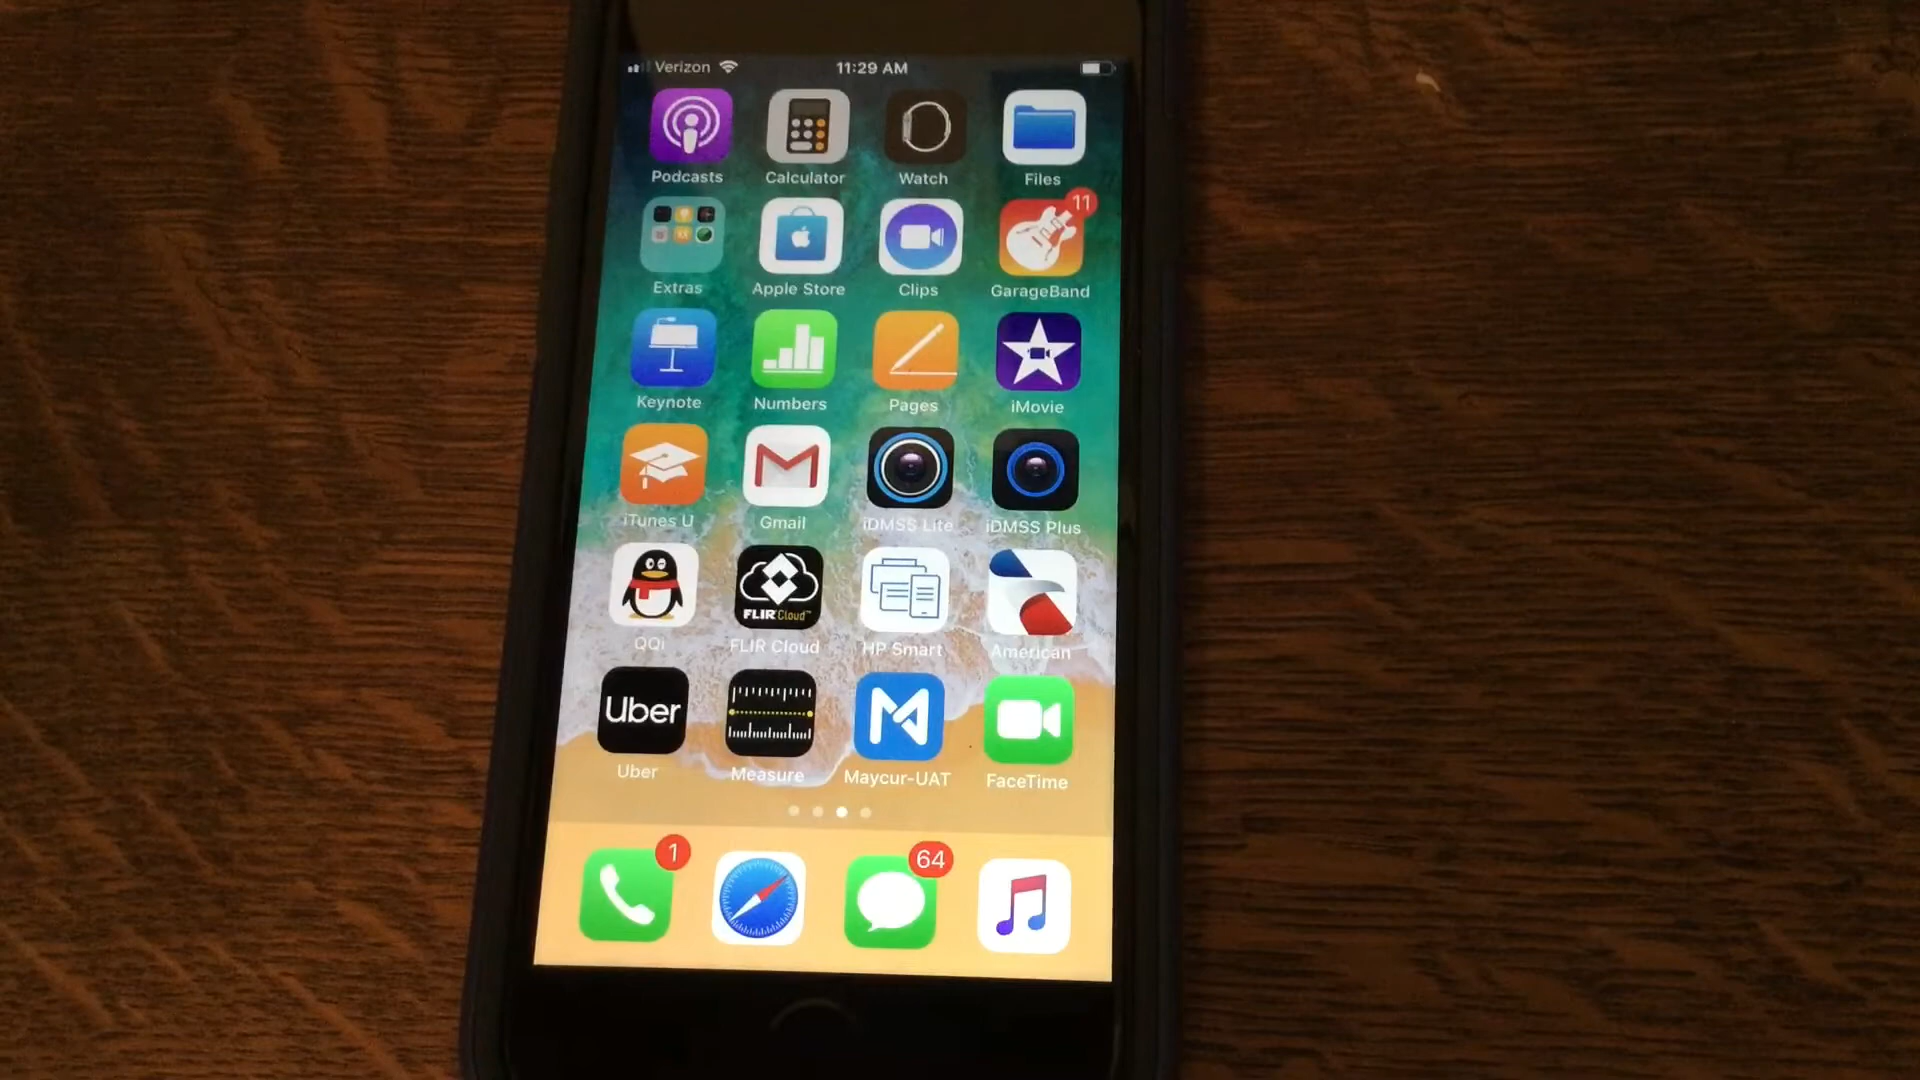 Verizon 11:29 AM
Podcasts Calculator Watch Files
11
Extras Apple Store Clips GarageBand
Keynote Numbers Pages iMovie
iTunes U Gmail iDMSS Lite iDMSS Plus
FLIR Cloud™
QQi FLIR Cloud HP Smart American
Uber
Uber Measure Maycur-UAT FaceTime
1 64